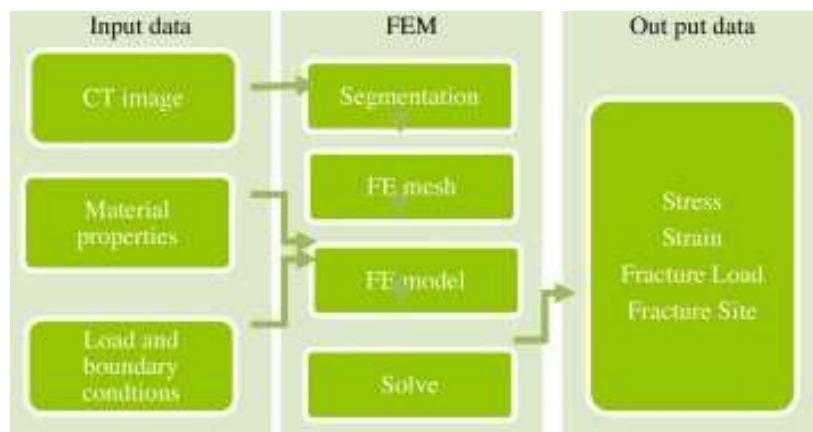 Input data
CT image
Material
properties
Load and
boundary
condtions
FEM
Segmentation
FE mesh
FE model
Solve
Out put data
Stress
Strain
Fracture Load
Fracture Site